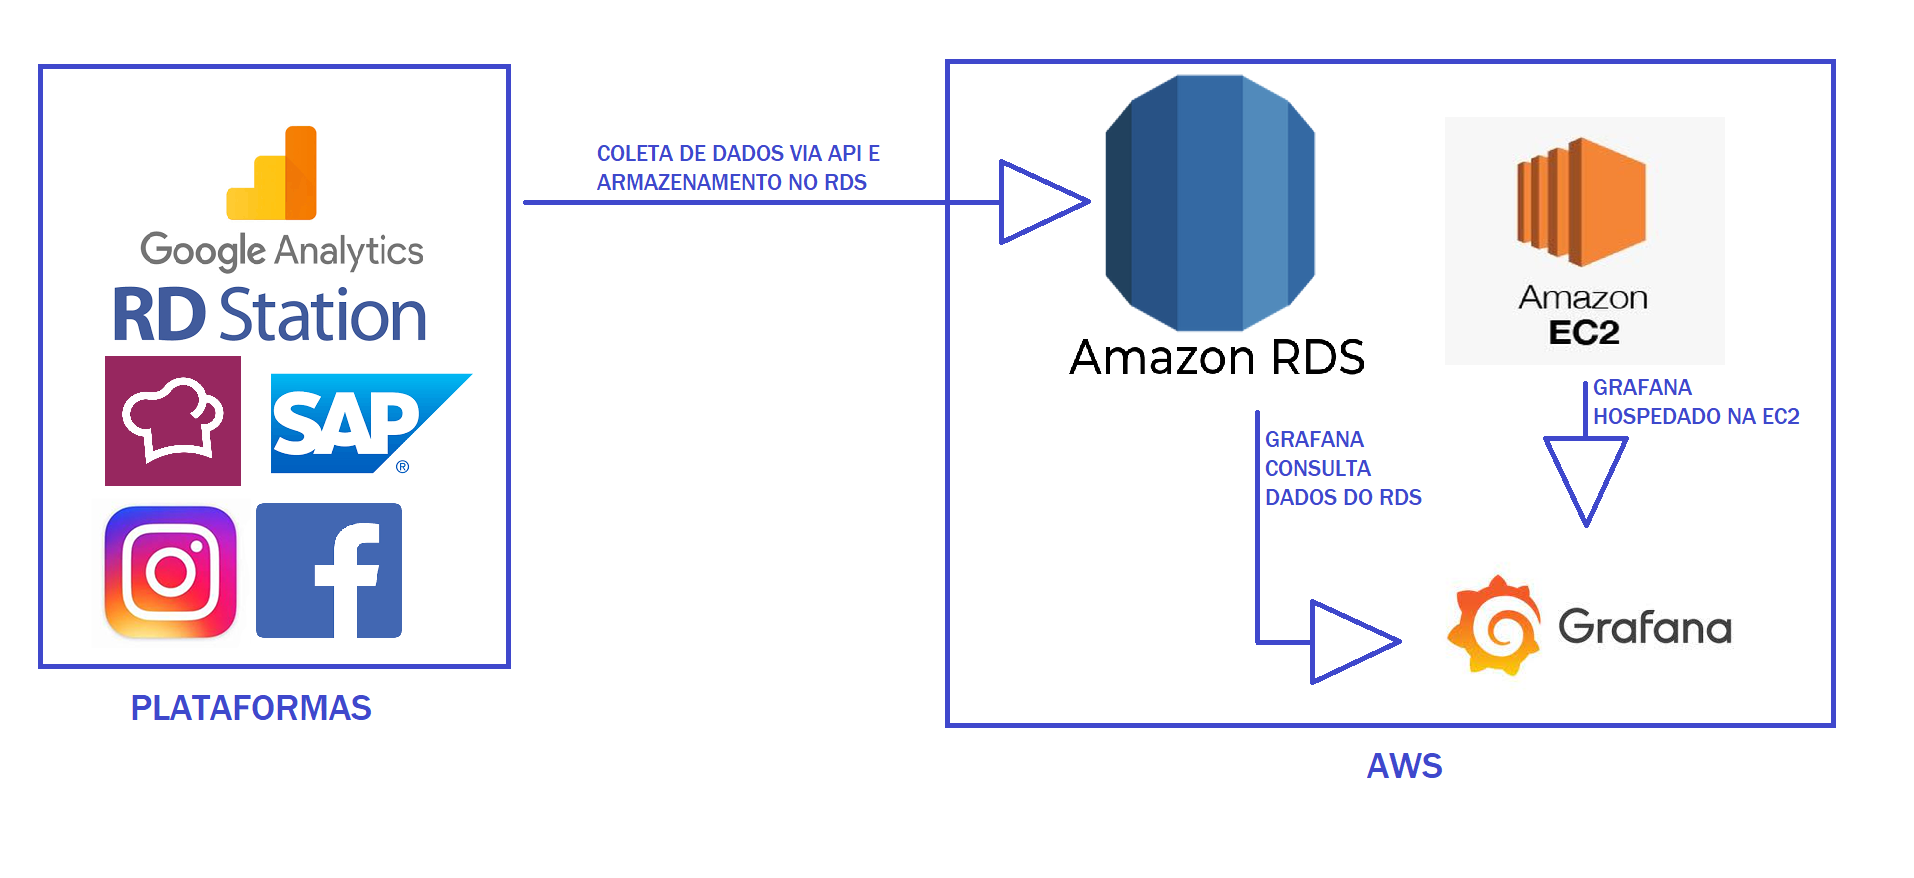 Google Analytics
RD Station
SAP
®
PLATAFORMAS
COLETA DE DADOS VIA API E
ARMAZENAMENTO NO RDS
Amazon RDS
Amazon
EC2
GRAFANA
HOSPEDADO NA EC2
GRAFANA
CONSULTA
DADOS DO RDS
Grafana
AWS